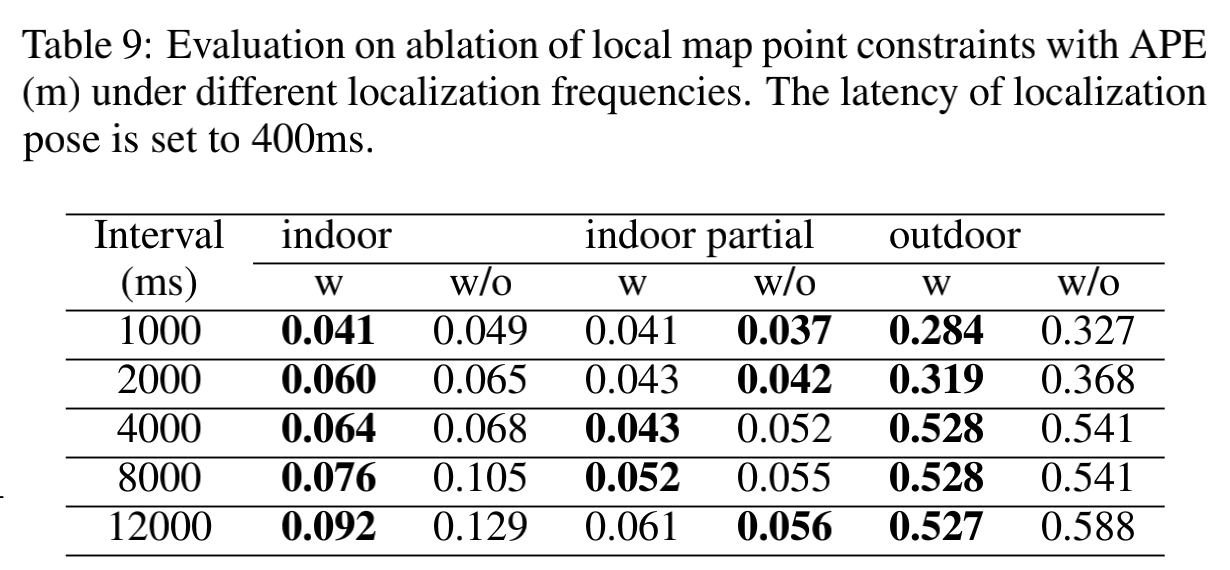 Table 9: Evaluation on ablation of local map point constraints with APE
(m) under different localization frequencies. The latency of localization
pose is set to 400ms.
Interval indoor indoor partial outdoor
(ms) w w/o w w/o w w/o
1000 0.041 0.049 0.041 0.037 0.284 0.327
2000 0.060 0.065 0.043 0.042 0.319 0.368
4000 0.064 0.068 0.043 0.052 0.528 0.541
8000 0.076 0.105 0.052 0.055 0.528 0.541
12000 0.092 0.129 0.061 0.056 0.527 0.588